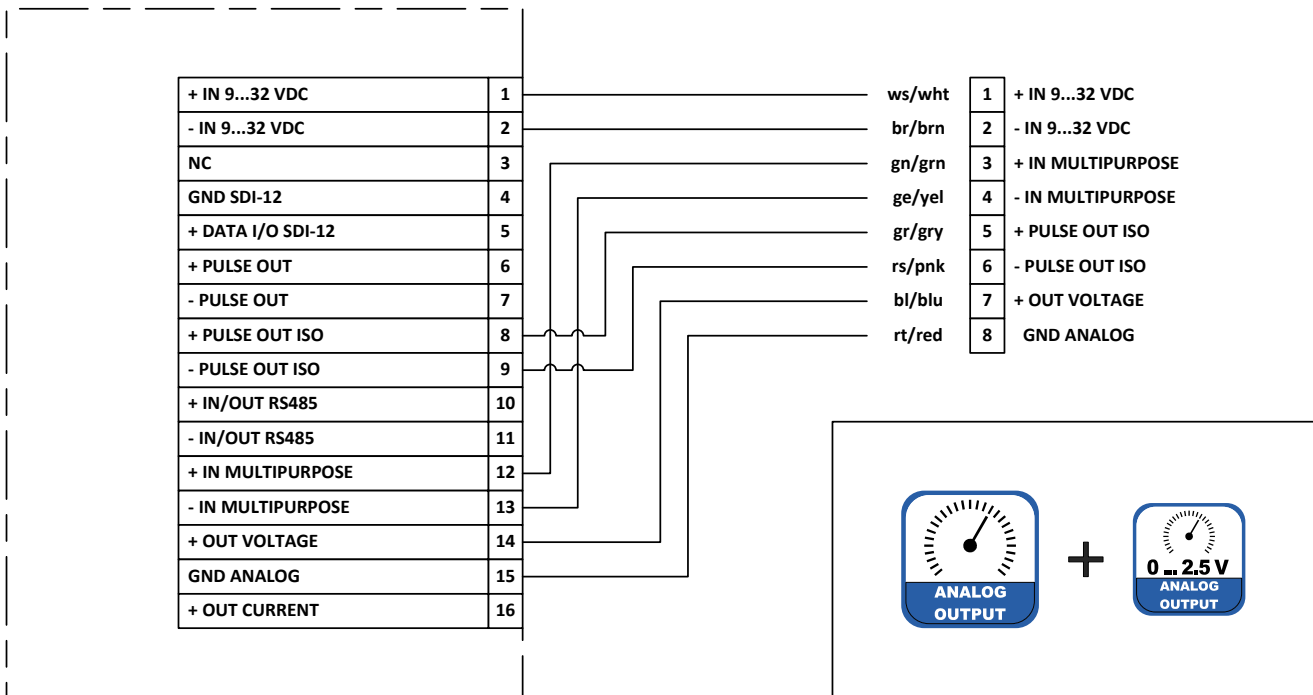 + IN 9...32 VDC 1
- IN 9...32 VDC 2
NC 3
GND SDI-12 4
+ DATA I/O SDI-12 5
+ PULSE OUT 6
- PULSE OUT 7
+ PULSE OUT ISO 8
- PULSE OUT ISO 9
+ IN/OUT RS485 10
- IN/OUT RS485 11
+ IN MULTIPURPOSE 12
- IN MULTIPURPOSE 13
+ OUT VOLTAGE 14
GND ANALOG 15
+ OUT CURRENT 16
ws/wht 1 + IN 9...32 VDC
br/brn 2 - IN 9...32 VDC
gn/grn 3 + IN MULTIPURPOSE
ge/yel 4 - IN MULTIPURPOSE
gr/gry 5 + PULSE OUT ISO
rs/pnk 6 - PULSE OUT ISO
bl/blu 7 + OUT VOLTAGE
rt/red 8 GND ANALOG
ANALOG
OUTPUT
+
0 ... 2.5 V
ANALOG
OUTPUT